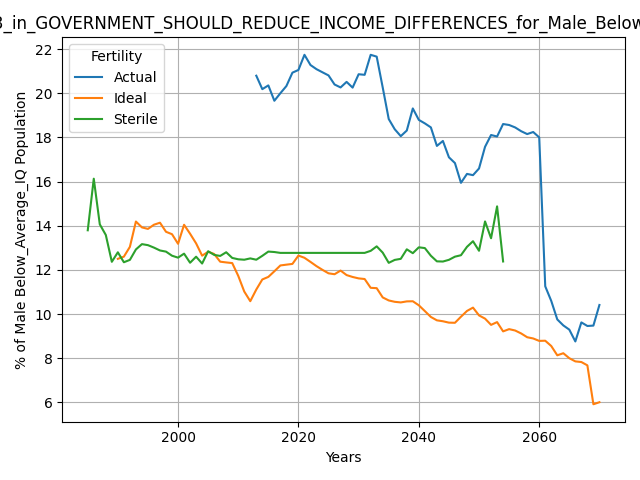 3_in_GOVERNMENT_SHOULD_REDUCE_INCOME_DIFFERENCES_for_Male_Below
Fertility
Actual
Ideal
Sterile
% of Male Below_Average_IQ Population
22
20
18
16
14
12
10
8
6
2000 2020 2040 2060
Years